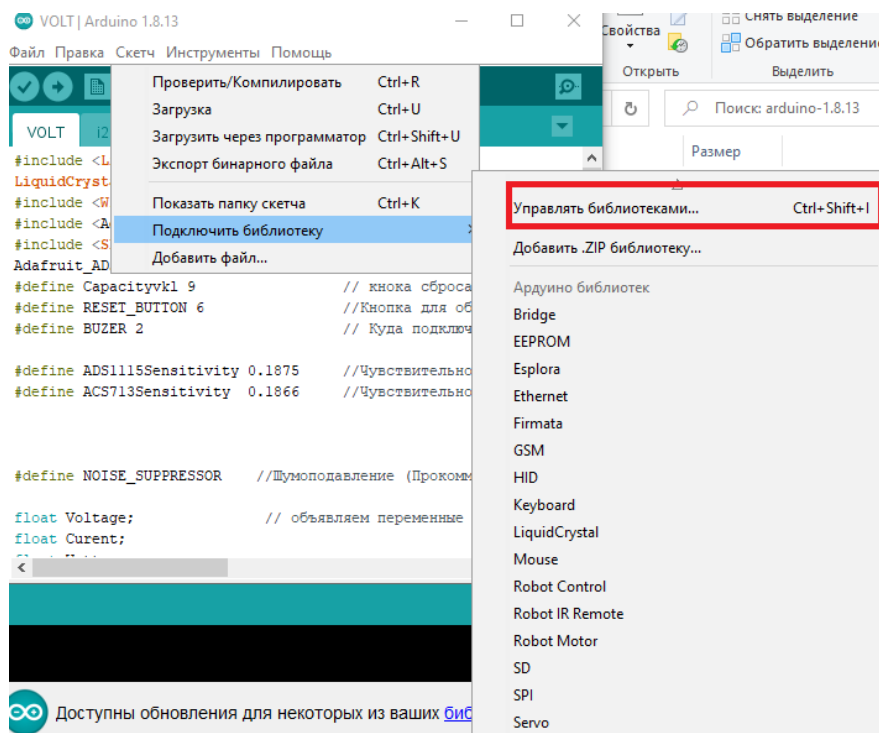 VOLT | Arduino 1.8.13
Файл Правка Скетч Инструменты Помощь
Проверить/Компилировать Ctrl+R
Загрузка Ctrl+U
Загрузить через программатор Ctrl+Shift+U
Экспорт бинарного файла Ctrl+Alt+S
Показать папку скетча Ctrl+K
Подключить библиотеку
Добавить файл...
VOLT i2
#include <L
LiquidCryst
#include <W
#include <A
#include <S
Adafruit_AD
#define Capacityvkl 9 // кнока сброса
#define RESET_BUTTON 6 //Кнопка для об
#define BUZER 2 // Куда подключ
#define ADS1115Sensitivity 0.1875 //Чувствительно
#define ACS713Sensitivity 0.1866 //Чувствительно
#define NOISE_SUPPRESSOR //Шумоподавление (Прокомм
float Voltage; // объявляем переменные
float Curent;
Доступны обновления для некоторых из ваших биб
Свойства
Снять выделение
Обратить выделени
Открыть Выделить
Поиск: arduino-1.8.13
Размер
Управлять библиотеками... Ctrl+Shift+I
Добавить .ZIP библиотеку...
Ардуино библиотек
Bridge
EEPROM
Esplora
Ethernet
Firmata
GSM
HID
Keyboard
LiquidCrystal
Mouse
Robot Control
Robot IR Remote
Robot Motor
SD
SPI
Servo